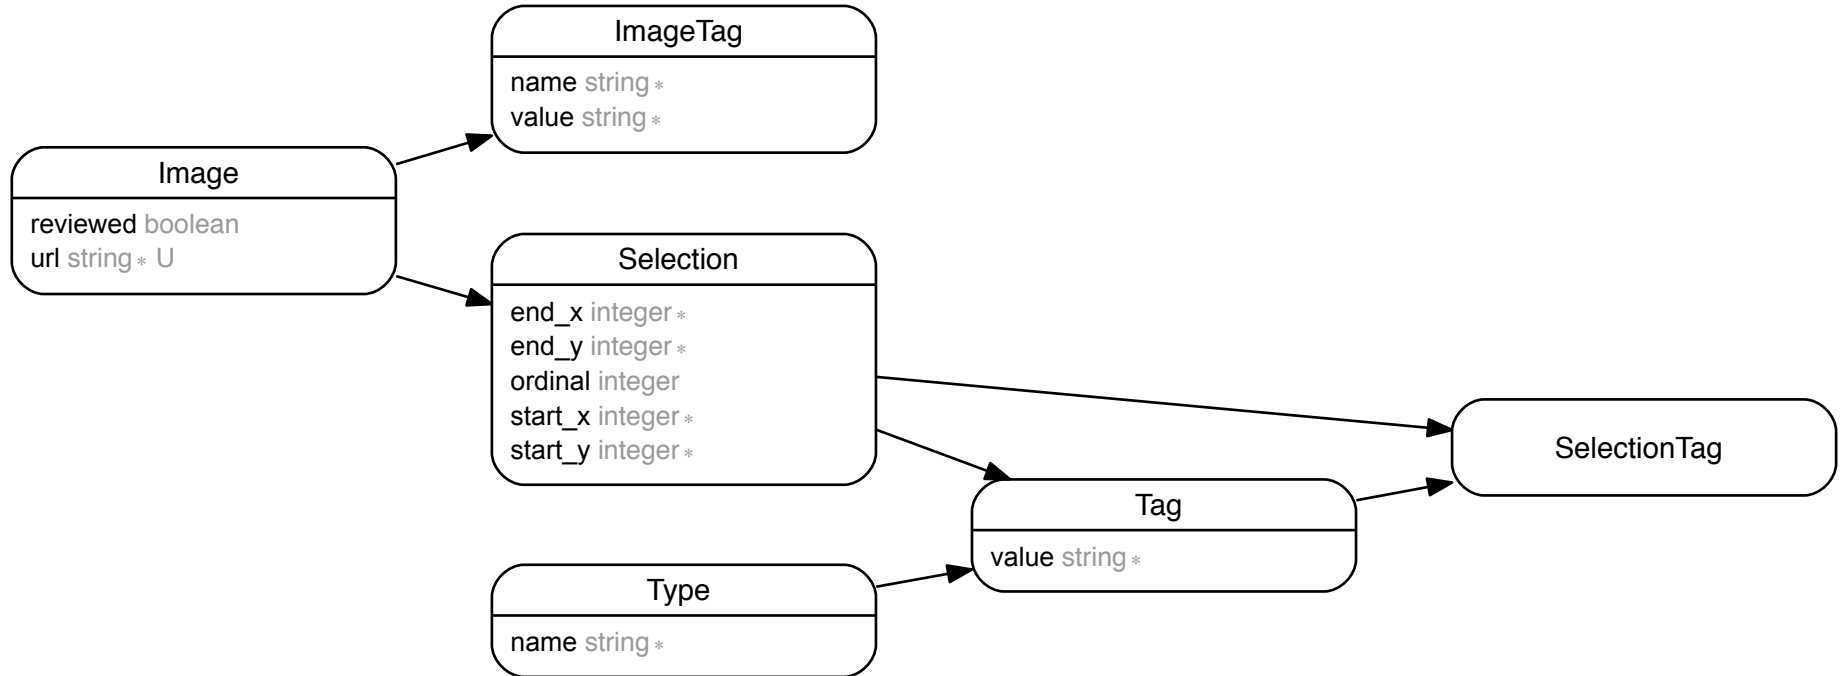 ImageTag
name string *
value string *
Image
reviewed boolean
url string * U
Selection
end_x integer *
end_y integer *
ordinal integer
start_x integer *
start_y integer *
SelectionTag
Tag
value string *
Type
name string *